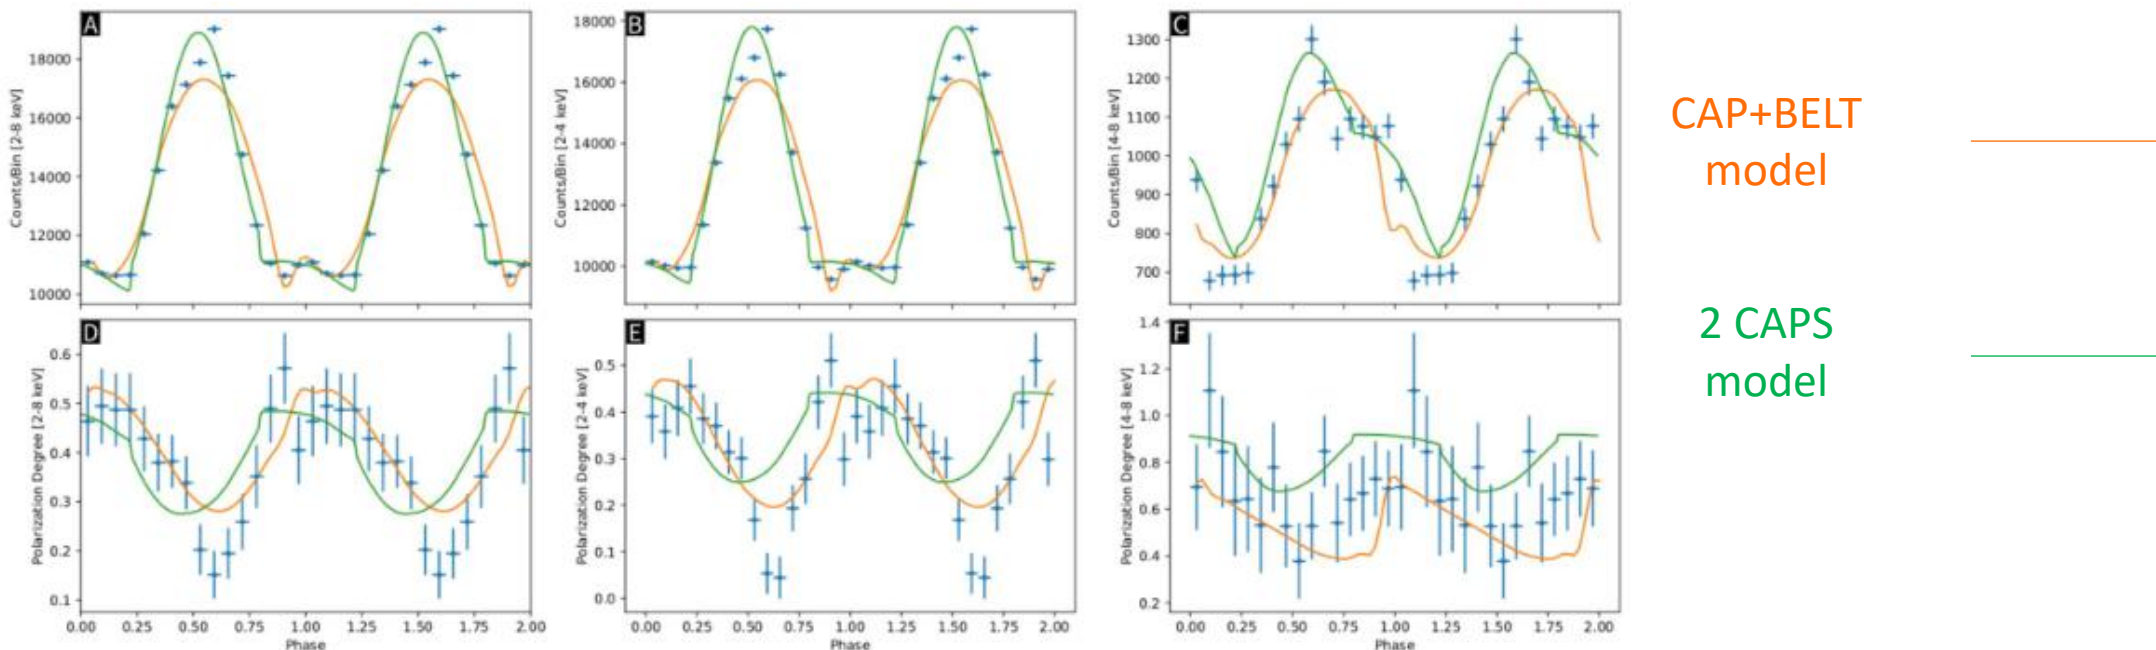 A
18000
16000
14000
12000
10000
Counts/Bin [2-8 keV]
B
18000
16000
14000
12000
10000
Counts/Bin [2-4 keV]
C
1300
1200
1100
1000
900
800
700
Counts/Bin [4-8 keV]
CAP+BELT
model
2 CAPS
model
D
0.6
0.5
0.4
0.3
0.2
0.1
Polarization Degree [2-8 keV]
0.00 0.25 0.50 0.75 1.00 1.25 1.50 1.75 2.00
Phase
E
0.5
0.4
0.3
0.2
0.1
0.0
Polarization Degree [2-4 keV]
0.00 0.25 0.50 0.75 1.00 1.25 1.50 1.75 2.00
Phase
F
1.4
1.2
1.0
0.8
0.6
0.4
0.2
Polarization Degree [4-8 keV]
0.00 0.25 0.50 0.75 1.00 1.25 1.50 1.75 2.00
Phase